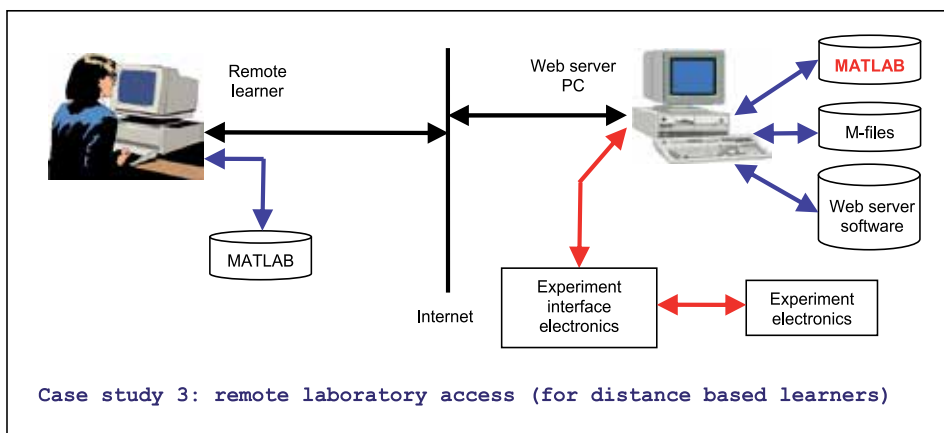 Remote
learner
Web server
PC
MATLAB
M-files
Web server
software
MATLAB
Internet
Experiment
interface
electronics
Experiment
electronics
Case study 3: remote laboratory access (for distance based learners)